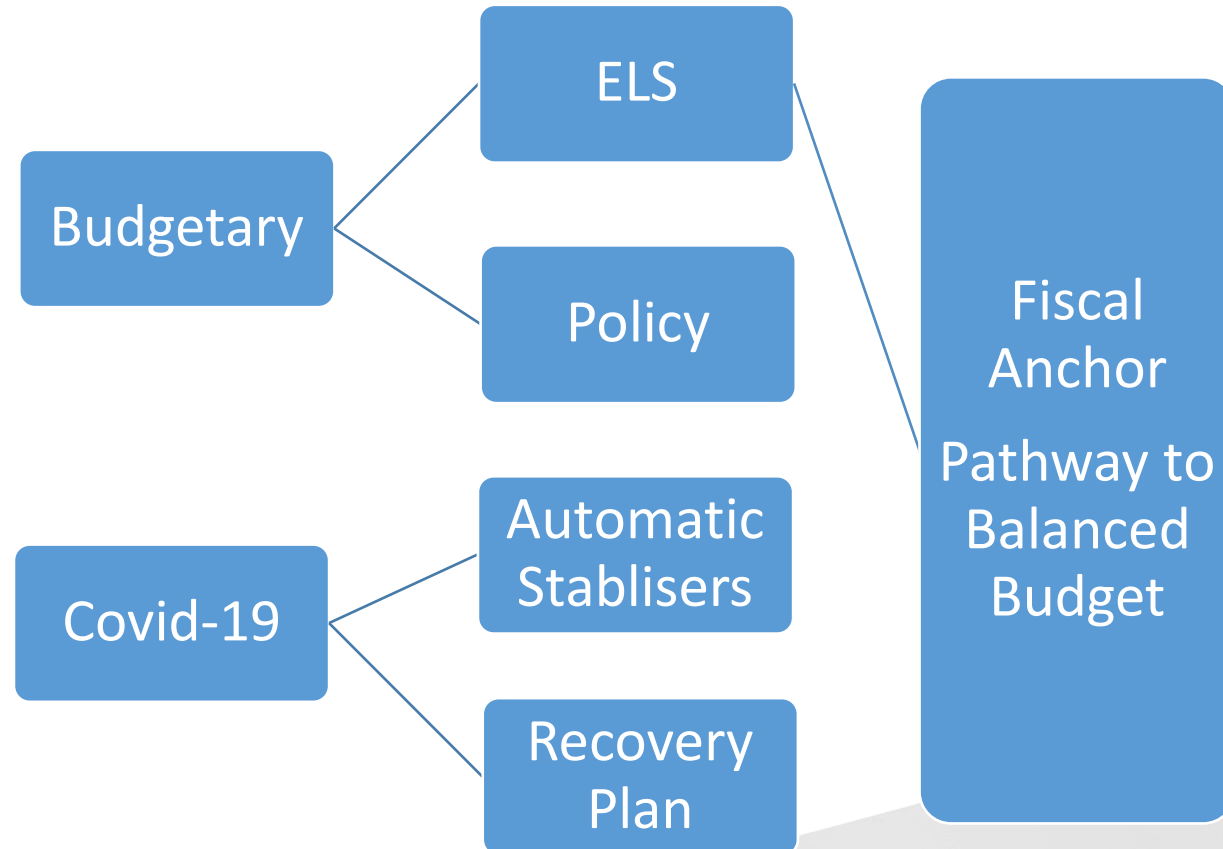 Budgetary
ELS
Policy
Covid-19
Automatic
Stablisers
Recovery
Plan
Fiscal
Anchor
Pathway to
Balanced
Budget